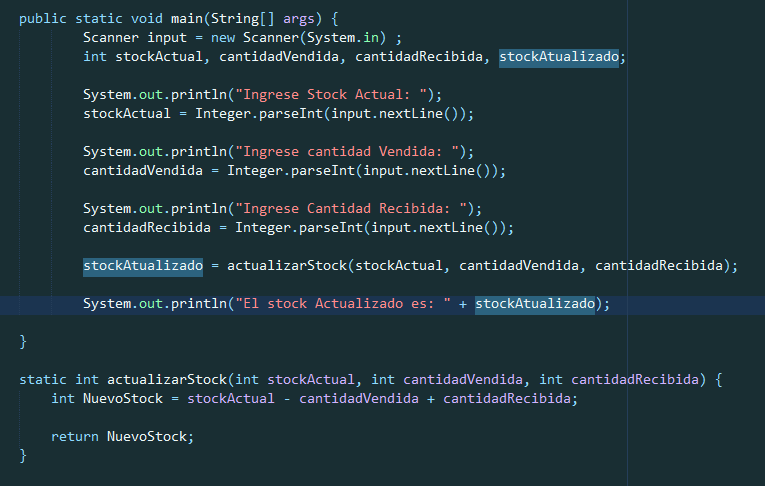 public static void main(String[] args) {
Scanner input = new Scanner(System.in) ;
int stockActual, cantidadVendida, cantidadRecibida, stockAtualizado;
System.out.println("Ingrese Stock Actual: ");
stockActual = Integer.parseInt(input.nextLine());
System.out.println("Ingrese cantidad Vendida: ");
cantidadVendida = Integer.parseInt(input.nextLine());
System.out.println("Ingrese Cantidad Recibida: ");
cantidadRecibida = Integer.parseInt(input.nextLine());
stockAtualizado = actualizarStock(stockActual, cantidadVendida, cantidadRecibida);
System.out.println("El stock Actualizado es: " + stockAtualizado);
}
static int actualizarStock(int stockActual, int cantidadVendida, int cantidadRecibida) {
int NuevoStock = stockActual - cantidadVendida + cantidadRecibida;
return NuevoStock;
}